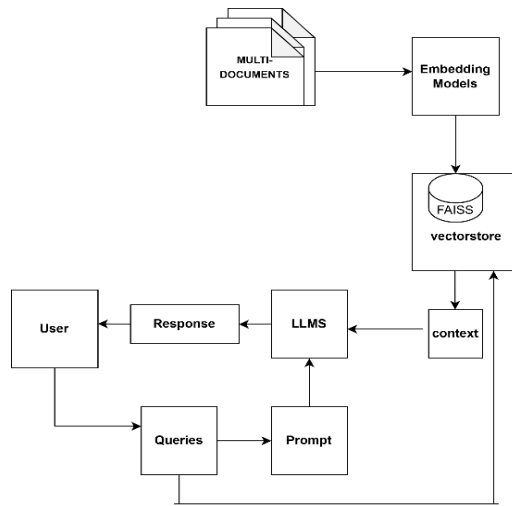 MULTI-
DOCUMENTS
Embedding
Models
FAISS
vectorstore
User
Response
LLMS
context
Queries
Prompt